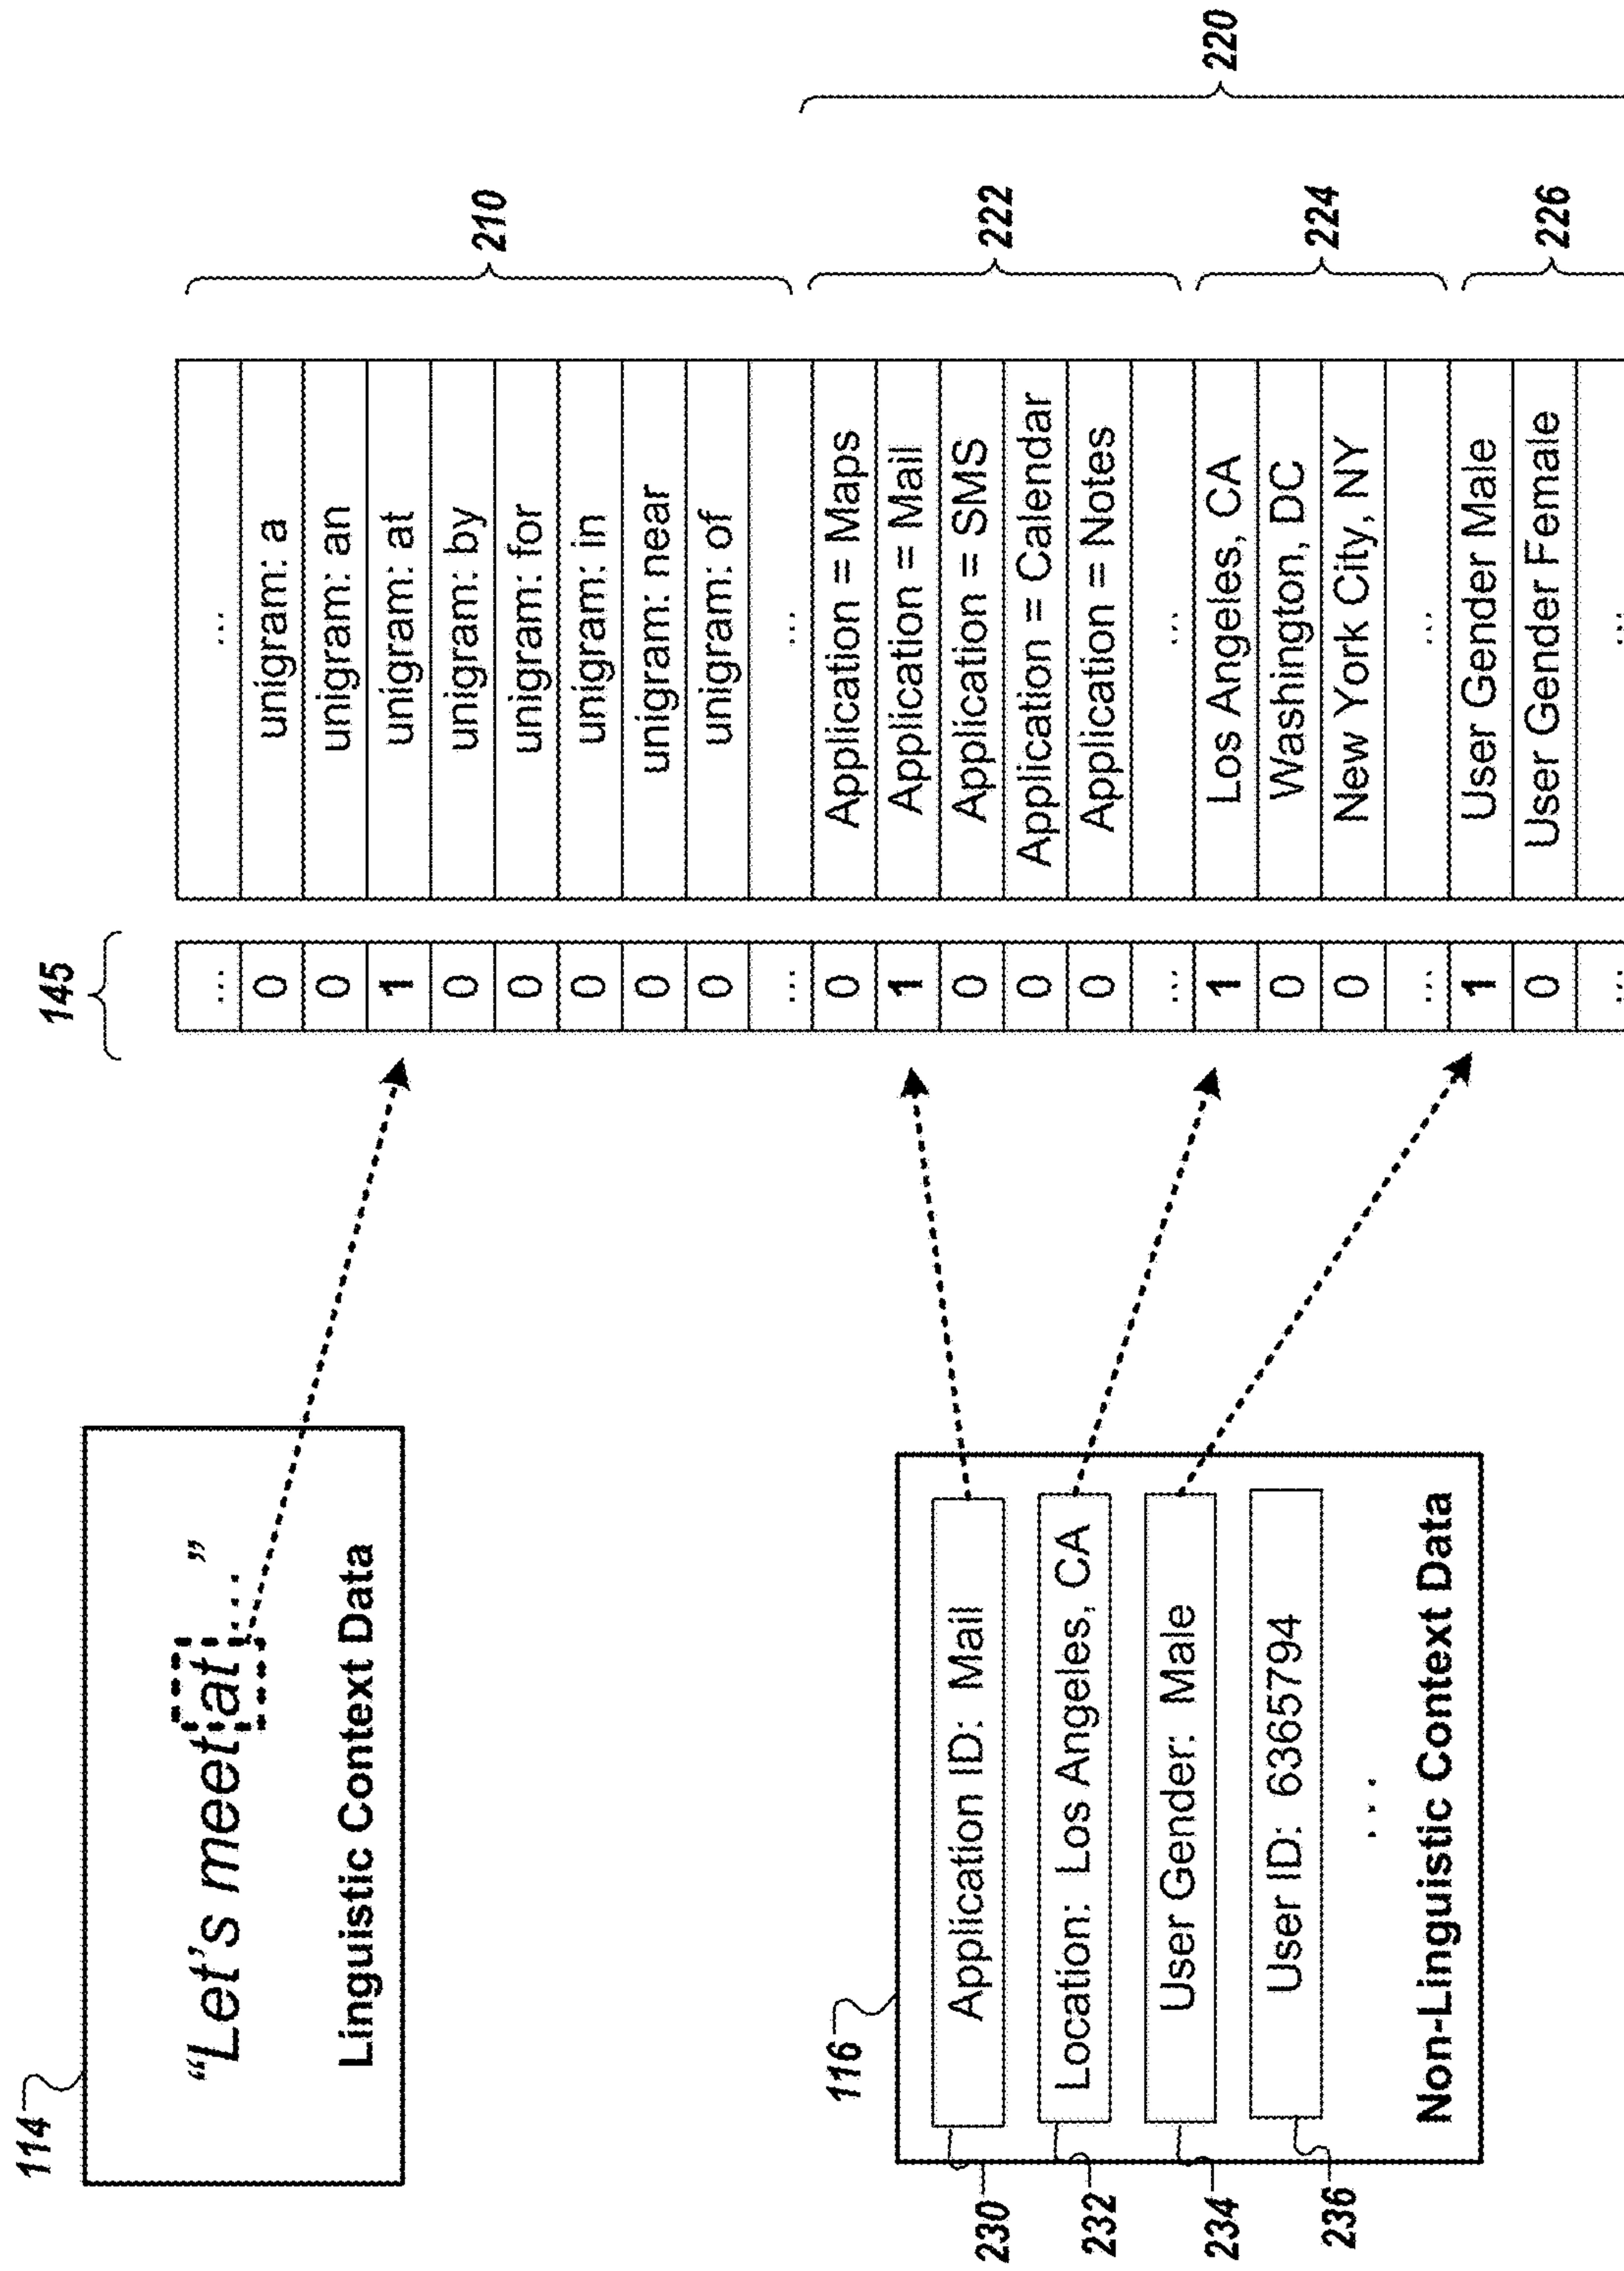 114
"Let's meet at ..."
Linguistic Context Data
116
230
Application ID: Mail
232
Location: Los Angeles, CA
234
User Gender: Male
236
User ID: 6365794
...
Non-Linguistic Context Data
145
... ...
0 unigram: a
0 unigram: an
1 unigram: at
0 unigram: by
0 unigram: for
0 unigram: in
0 unigram: near
0 unigram: of
... ...
210
0 Application = Maps
1 Application = Mail
0 Application = SMS
0 Application = Calendar
0 Application = Notes
... ...
222
1 Los Angeles, CA
0 Washington, DC
0 New York City, NY
... ...
224
1 User Gender Male
0 User Gender Female
... ...
226
220